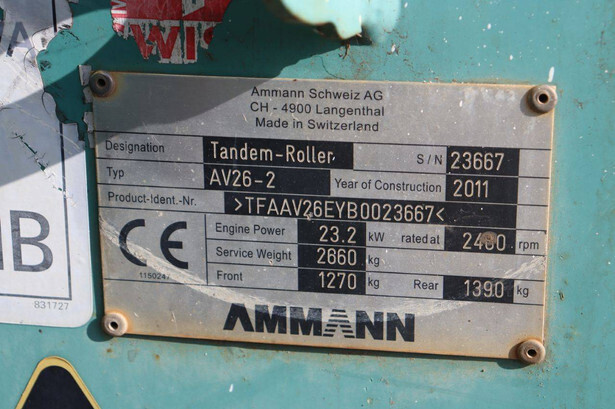 WIS
Ammann Schweiz AG
CH - 4900 Langenthal
Made in Switzerland
Designation Tandem-Roller S / N 23667
Typ AV26-2 Year of Construction 2011
Product-Ident.-Nr. >TFAAV26EYB0023667<
CE Engine Power 23.2 kW rated at 2400 rpm
Service Weight 2660 kg
1150247 Front 1270 kg Rear 1390 kg
AMMANN
831727